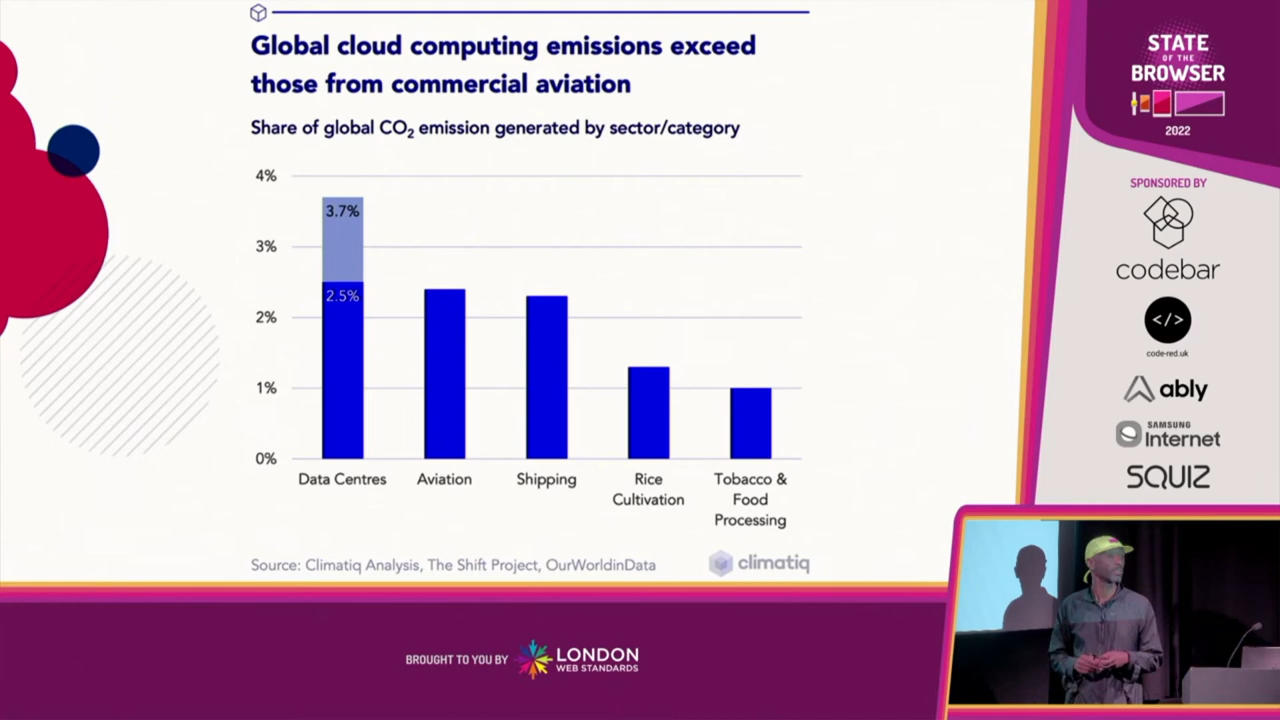 Global cloud computing emissions exceed
those from commercial aviation
Share of global CO₂ emission generated by sector/category
4%
3%
2%
1%
0%
3.7%
2.5%
Data Centres
Aviation
Shipping
Rice
Cultivation
Tobacco &
Food
Processing
Source: Climatiq Analysis, The Shift Project, OurWorldinData
climatiq
STATE
OF THE
BROWSER
2022
SPONSORED BY
codebar
</>
code-red.uk
ably
SAMSUNG
Internet
SQUIZ
BROUGHT TO YOU BY
LONDON
WEB STANDARDS